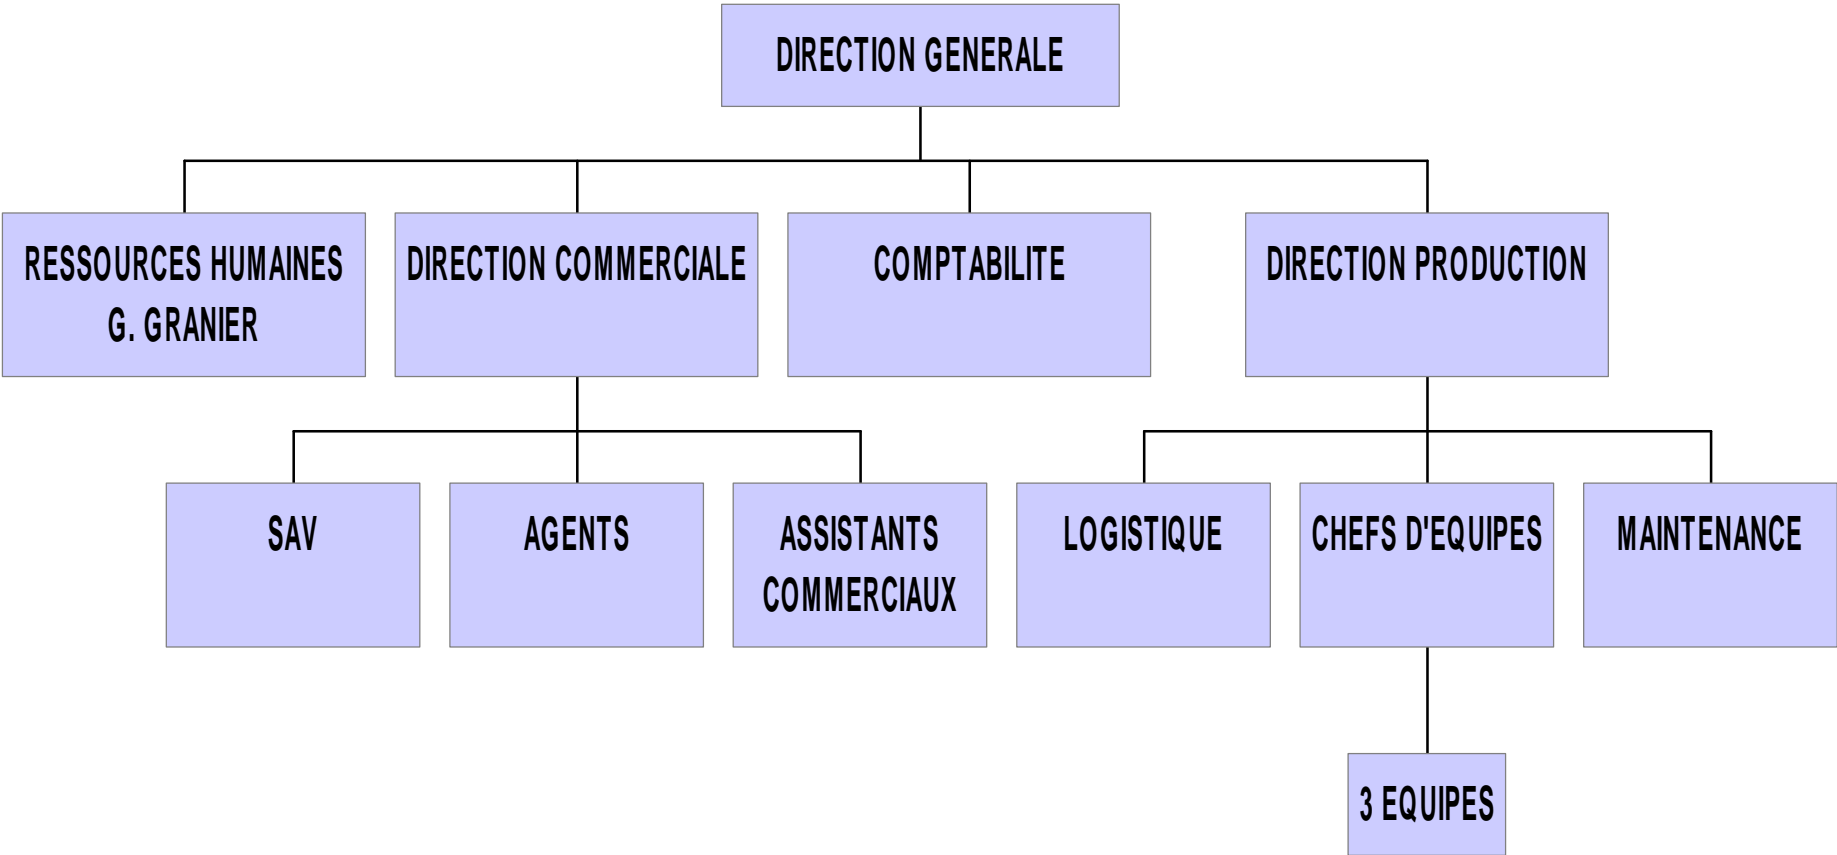 DIRECTION GENERALE
RESSOURCES HUMAINES
G. GRANIER
DIRECTION COMMERCIALE
COMPTABILITE
DIRECTION PRODUCTION
SAV
AGENTS
ASSISTANTS
COMMERCIAUX
LOGISTIQUE
CHEFS D'EQUIPES
MAINTENANCE
3 EQUIPES